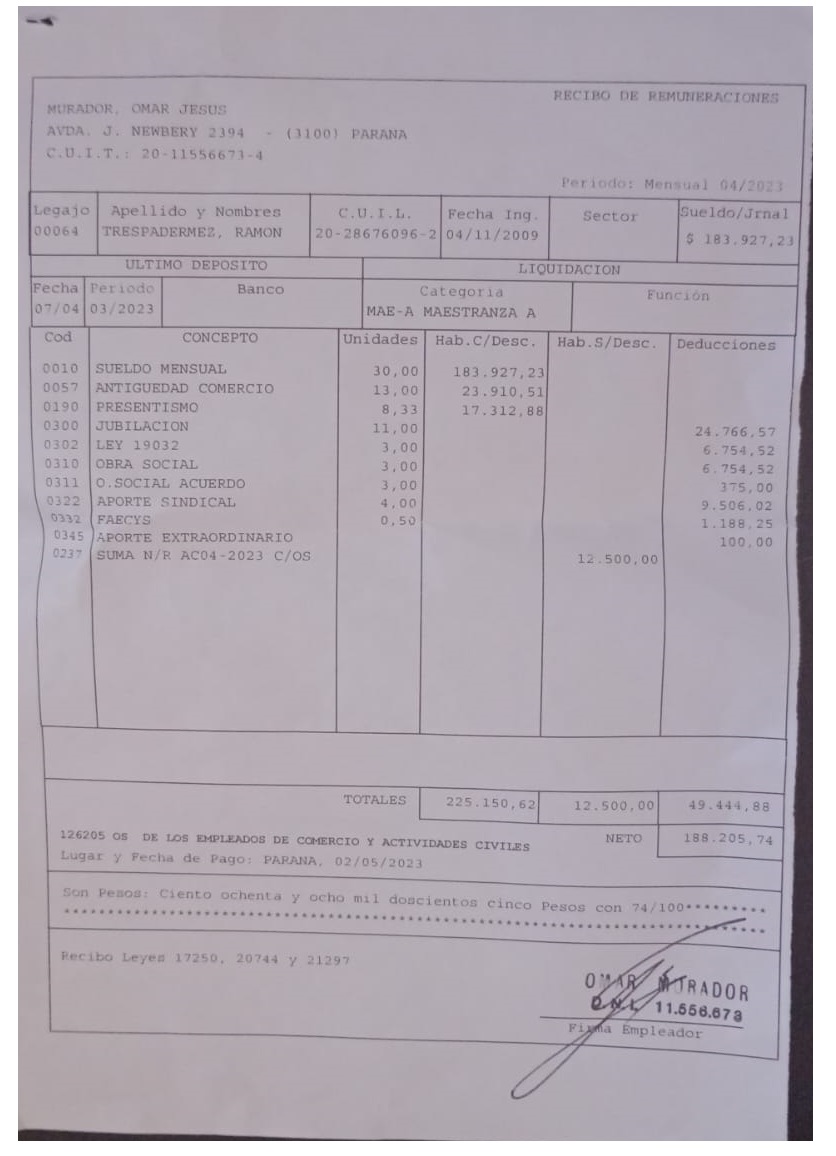 RECIBO DE REMUNERACIONES
MURADOR, OMAR JESUS
AVDA. J. NEWBERY 2394 - (3100) PARANA
C.U.I.T.: 20-11556673-4
Periodo: Mensual 04/2023
Legajo Apellido y Nombres C.U.I.L. Fecha Ing. Sector Sueldo/Jrnal
00064 TRESPADERMEZ, RAMON 20-28676096-2 04/11/2009 $ 183.927,23
ULTIMO DEPOSITO LIQUIDACION
Fecha Periodo Banco Categoria Función
07/04 03/2023 MAE-A MAESTRANZA A
Cod CONCEPTO Unidades Hab.C/Desc. Hab.S/Desc. Deducciones
0010 SUELDO MENSUAL 30,00 183.927,23
0057 ANTIGUEDAD COMERCIO 13,00 23.910,51
0190 PRESENTISMO 8,33 17.312,88
0300 JUBILACION 11,00 24.766,57
0302 LEY 19032 3,00 6.754,52
0310 OBRA SOCIAL 3,00 6.754,52
0311 O.SOCIAL ACUERDO 3,00 375,00
0322 APORTE SINDICAL 4,00 9.506,02
0332 FAECYS 0,50 1.188,25
0345 APORTE EXTRAORDINARIO 100,00
0237 SUMA N/R AC04-2023 C/OS 12.500,00
TOTALES 225.150,62 12.500,00 49.444,88
126205 OS DE LOS EMPLEADOS DE COMERCIO Y ACTIVIDADES CIVILES NETO 188.205,74
Lugar y Fecha de Pago: PARANA, 02/05/2023
Son Pesos: Ciento ochenta y ocho mil doscientos cinco Pesos con 74/100*********
Recibo Leyes 17250, 20744 y 21297
OMAR MURADOR
D.N.I. 11.556.673
Firma Empleador